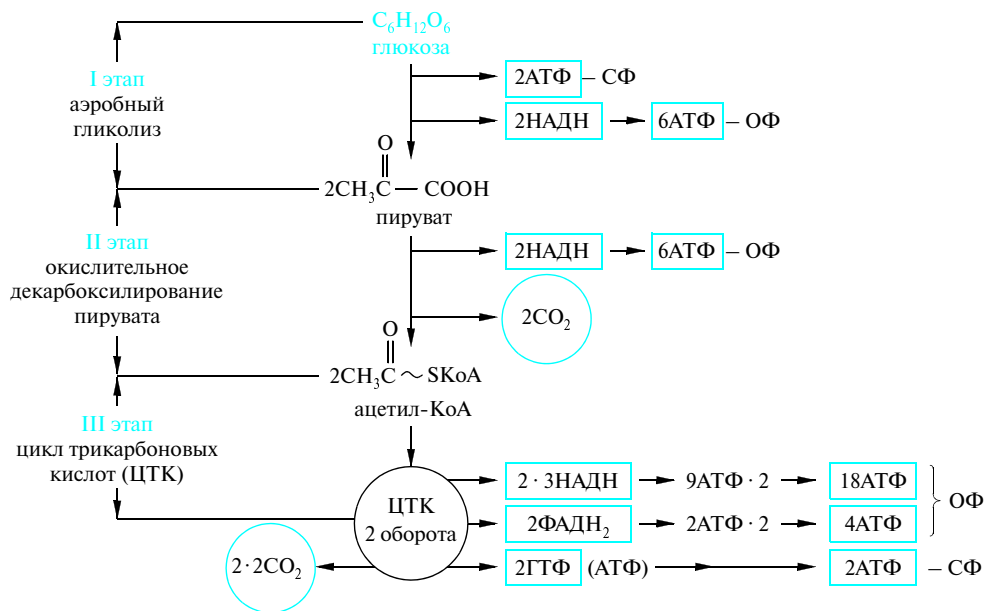 C₆H₁₂O₆
глюкоза
I этап
аэробный
гликолиз
2АТФ – СФ
2НАДН 6АТФ – ОФ
O
2CH₃C — COOH
пируват
II этап
окислительное
декарбоксилирование
пирувата
2НАДН 6АТФ – ОФ
2CO₂
O
2CH₃C ~ SKoA
ацетил-КоА
III этап
цикл трикарбоновых
кислот (ЦТК)
ЦТК
2 оборота
2 · 3НАДН 9АТФ · 2 18АТФ
2ФАДН₂ 2АТФ · 2 4АТФ
ОФ
2 · 2CO₂
2ГТФ (АТФ) 2АТФ – СФ